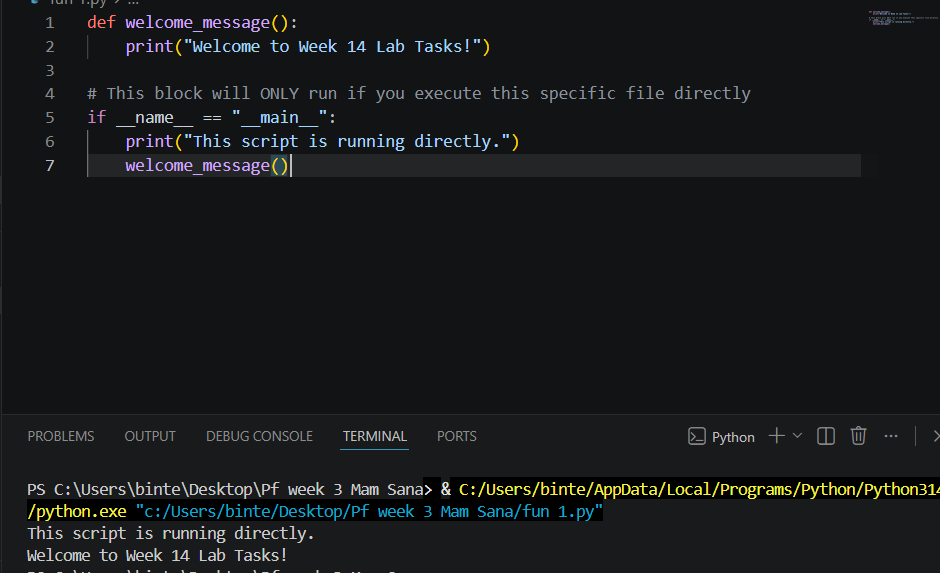 fun 1.py > ...
1 def welcome_message():
2     print("Welcome to Week 14 Lab Tasks!")
3
4 # This block will ONLY run if you execute this specific file directly
5 if __name__ == "__main__":
6     print("This script is running directly.")
7     welcome_message()
PROBLEMS OUTPUT DEBUG CONSOLE TERMINAL PORTS Python
PS C:\Users\binte\Desktop\Pf week 3 Mam Sana> & C:/Users/binte/AppData/Local/Programs/Python/Python314
/python.exe "c:/Users/binte/Desktop/Pf week 3 Mam Sana/fun 1.py"
This script is running directly.
Welcome to Week 14 Lab Tasks!